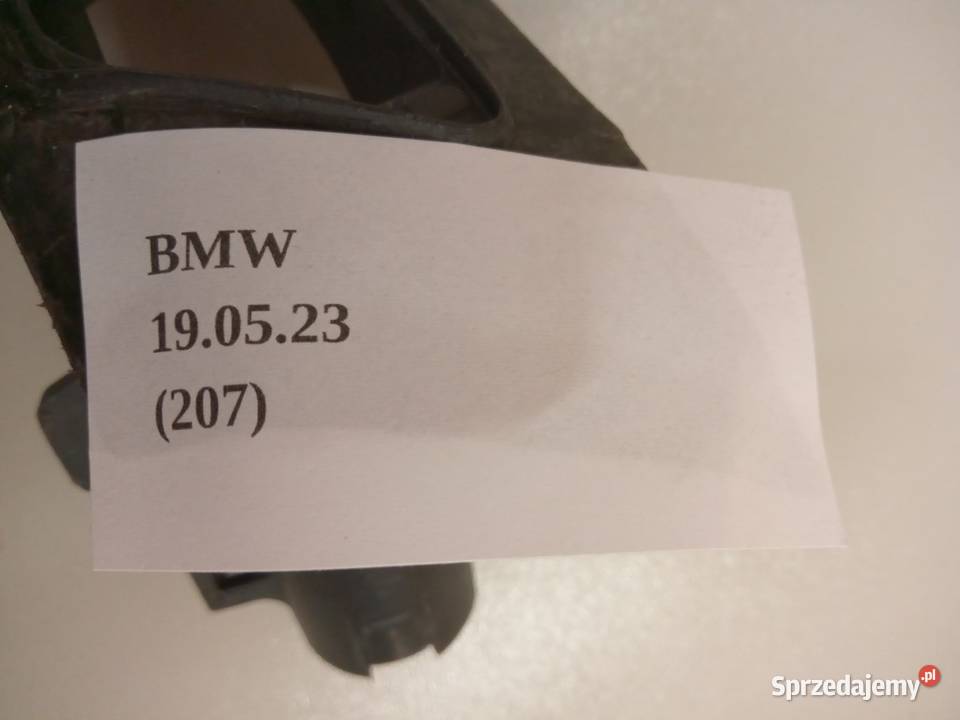 BMW
19.05.23
(207)
Sprzedajemy.pl